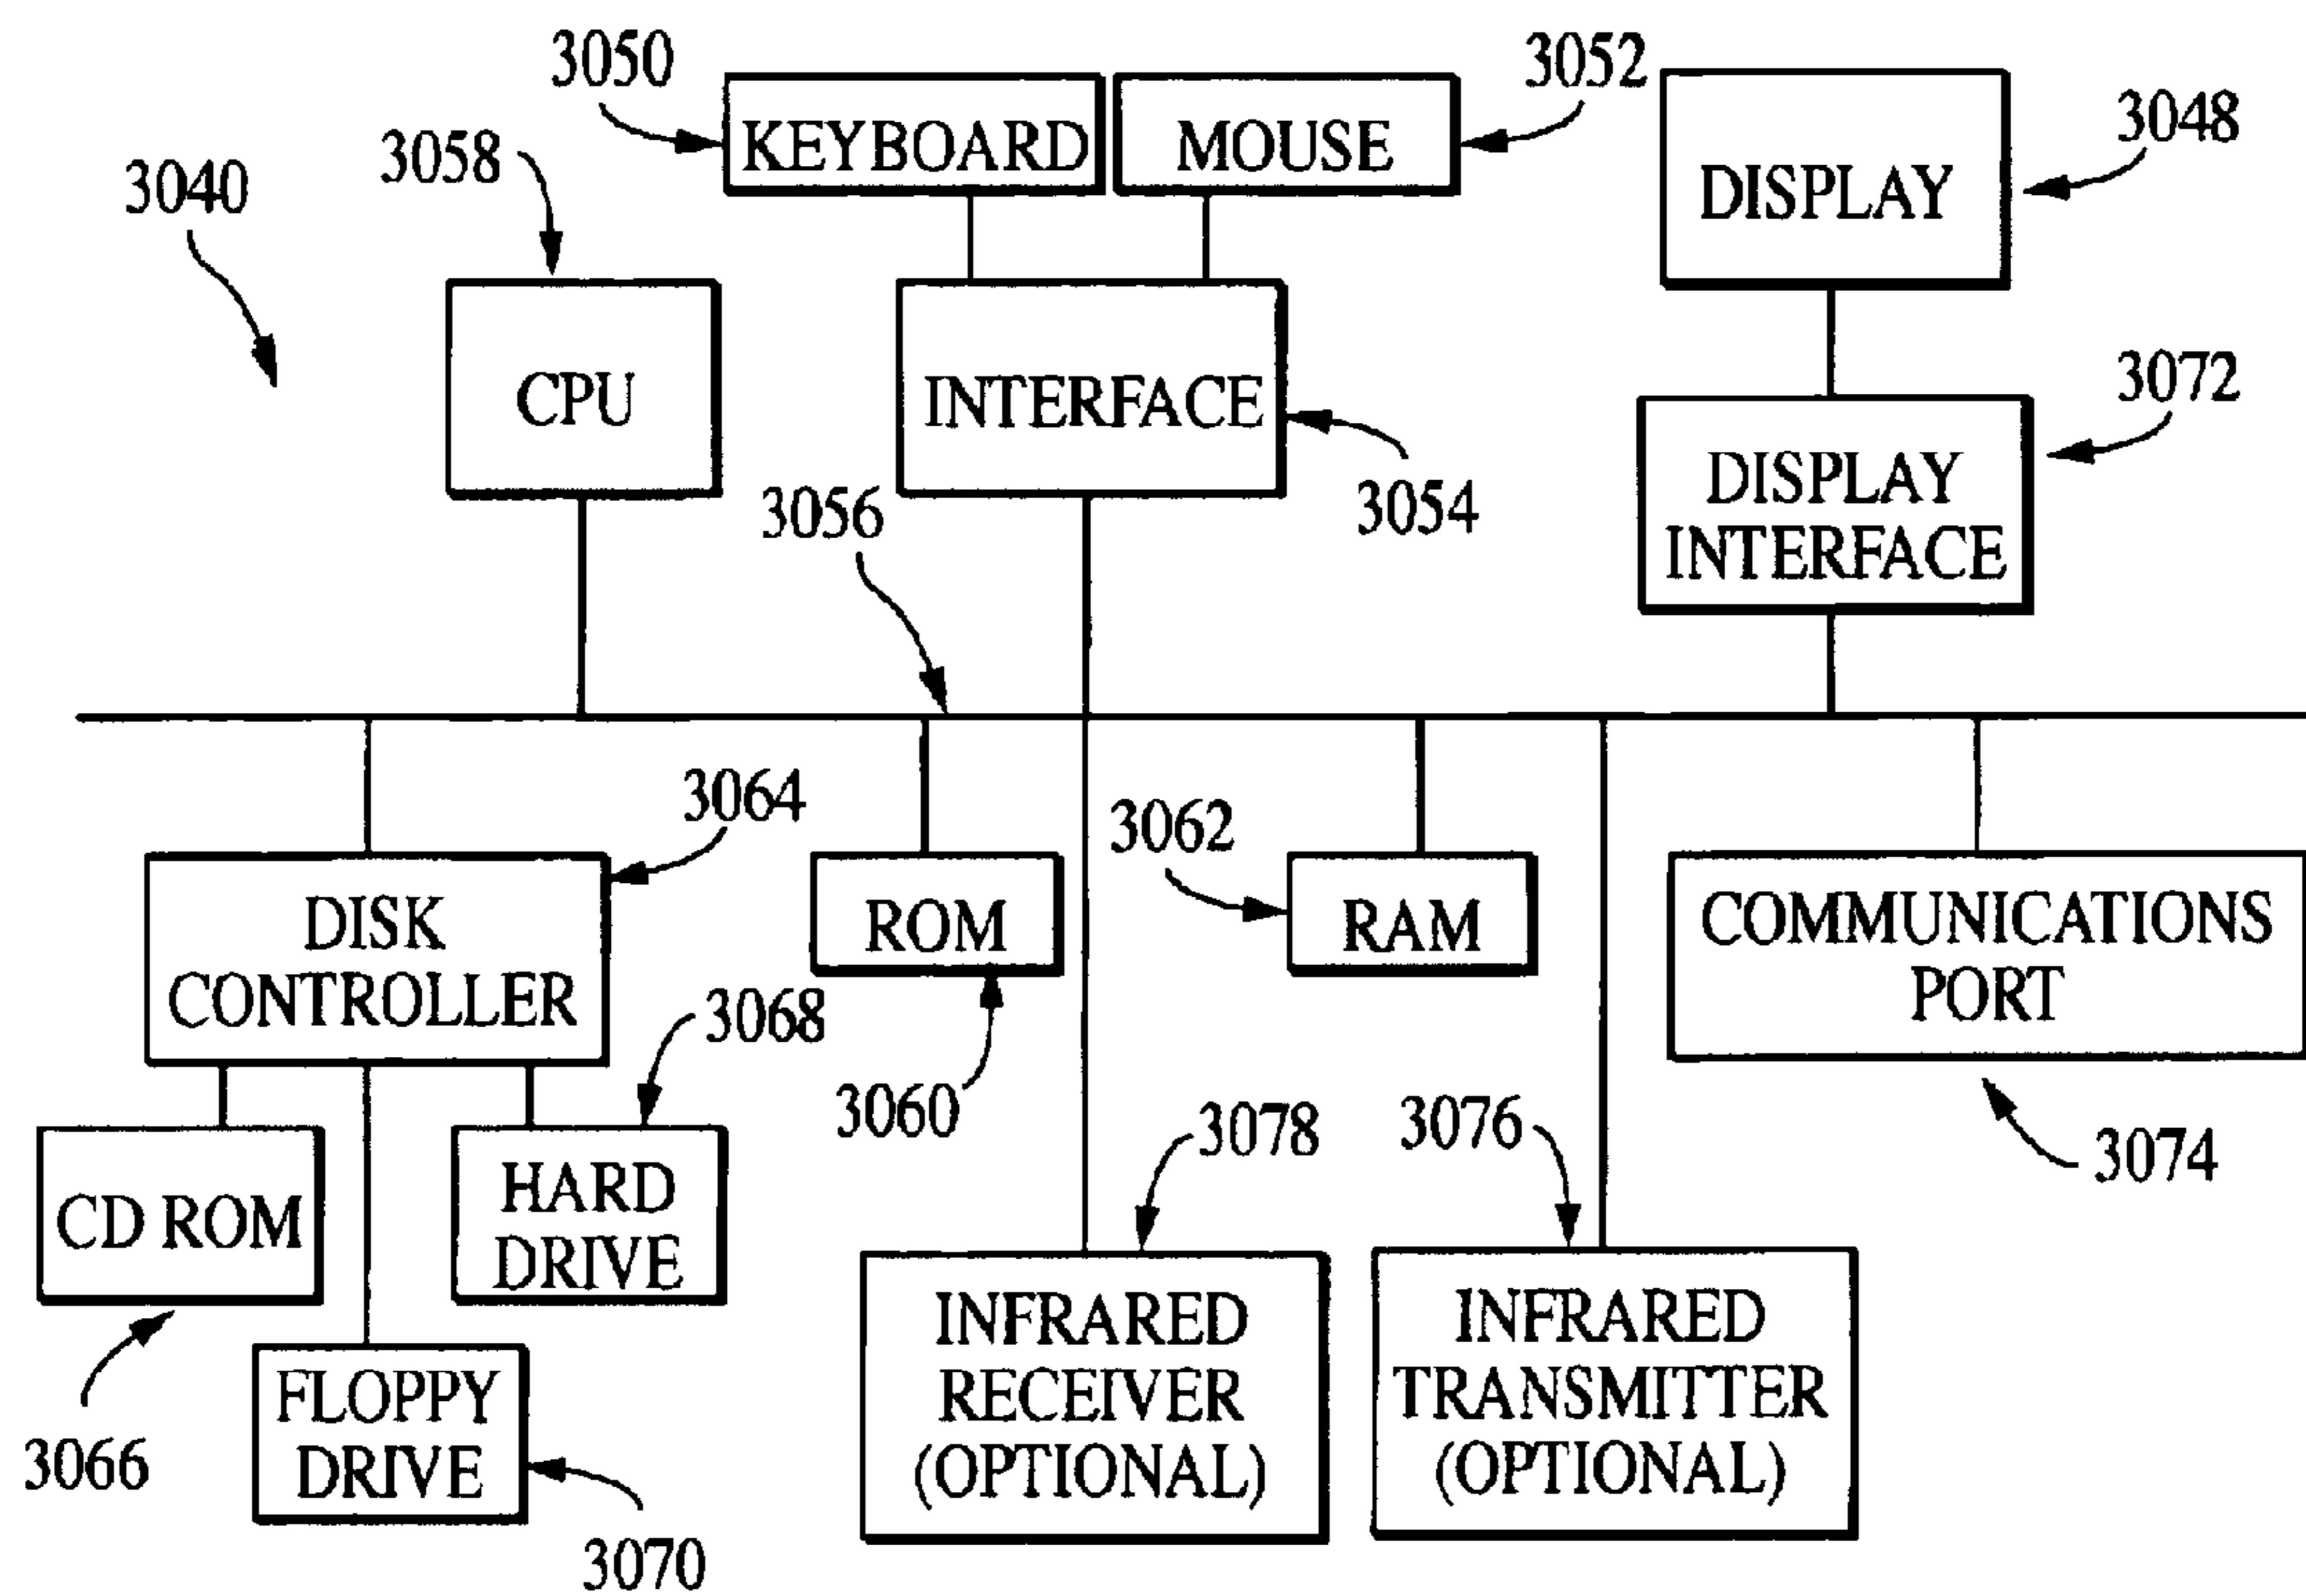 3050
3052
KEYBOARD
MOUSE
3048
3058
DISPLAY
3040
3072
CPU
INTERFACE
DISPLAY
INTERFACE
3056
3054
3064
3062
DISK
CONTROLLER
ROM
RAM
COMMUNICATIONS
PORT
3068
3060
3078
3076
3074
CD ROM
HARD
DRIVE
INFRARED
RECEIVER
(OPTIONAL)
INFRARED
TRANSMITTER
(OPTIONAL)
3066
FLOPPY
DRIVE
3070